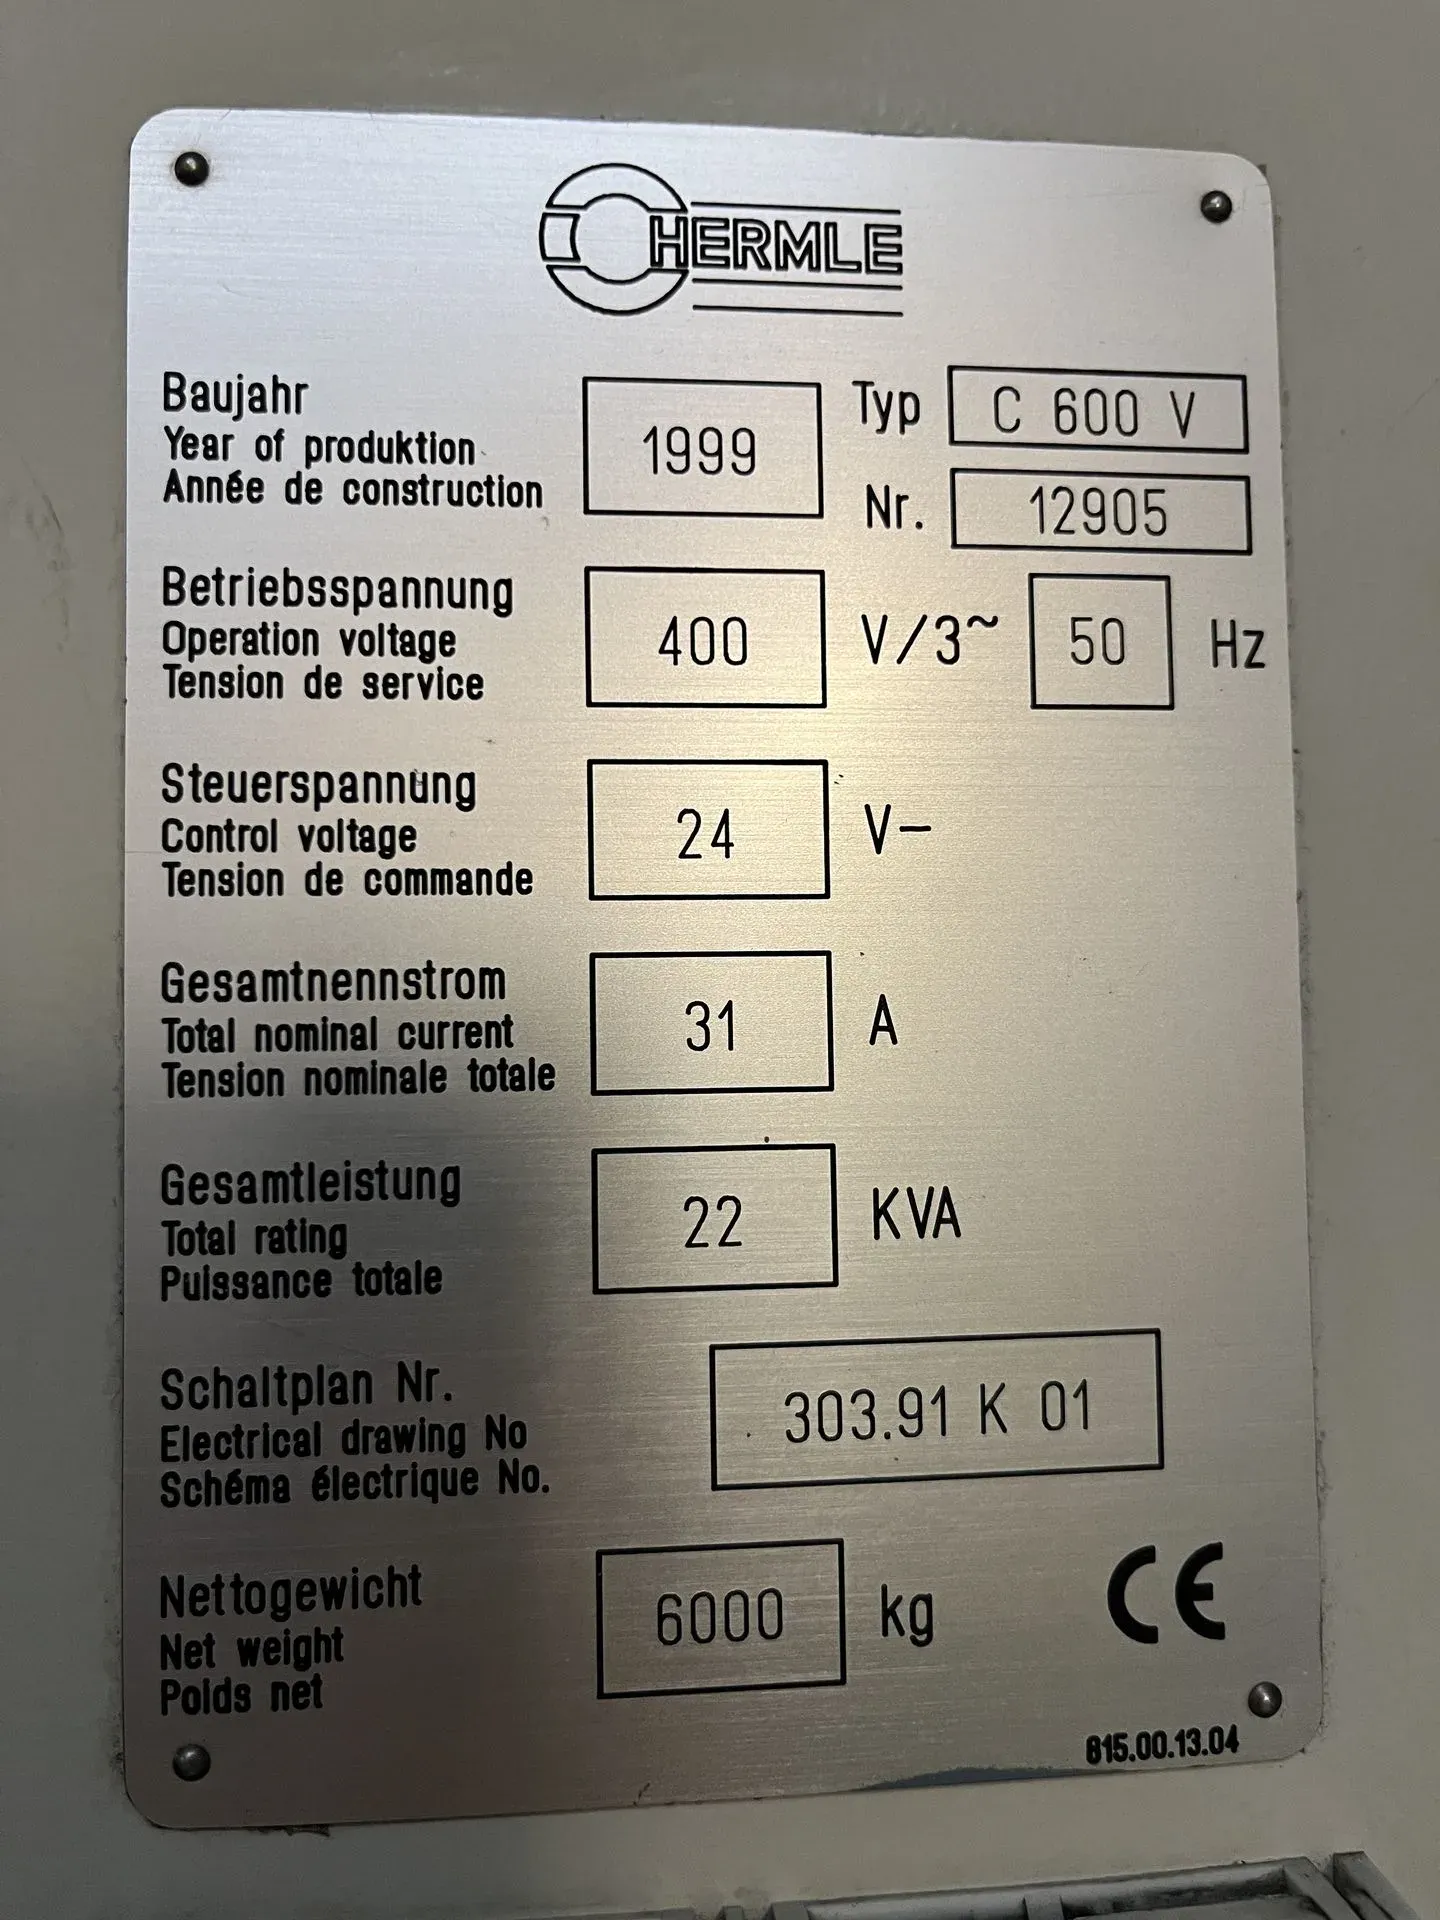 HERMLE
Baujahr
Year of produktion
Année de construction
1999
Typ C 600 V
Nr. 12905
Betriebsspannung
Operation voltage
Tension de service
400 V/3~ 50 Hz
Steuerspannung
Control voltage
Tension de commande
24 V–
Gesamtnennstrom
Total nominal current
Tension nominale totale
31 A
Gesamtleistung
Total rating
Puissance totale
22 KVA
Schaltplan Nr.
Electrical drawing No
Schéma électrique No.
303.91 K 01
Nettogewicht
Net weight
Poids net
6000 kg
CE
815.00.13.04